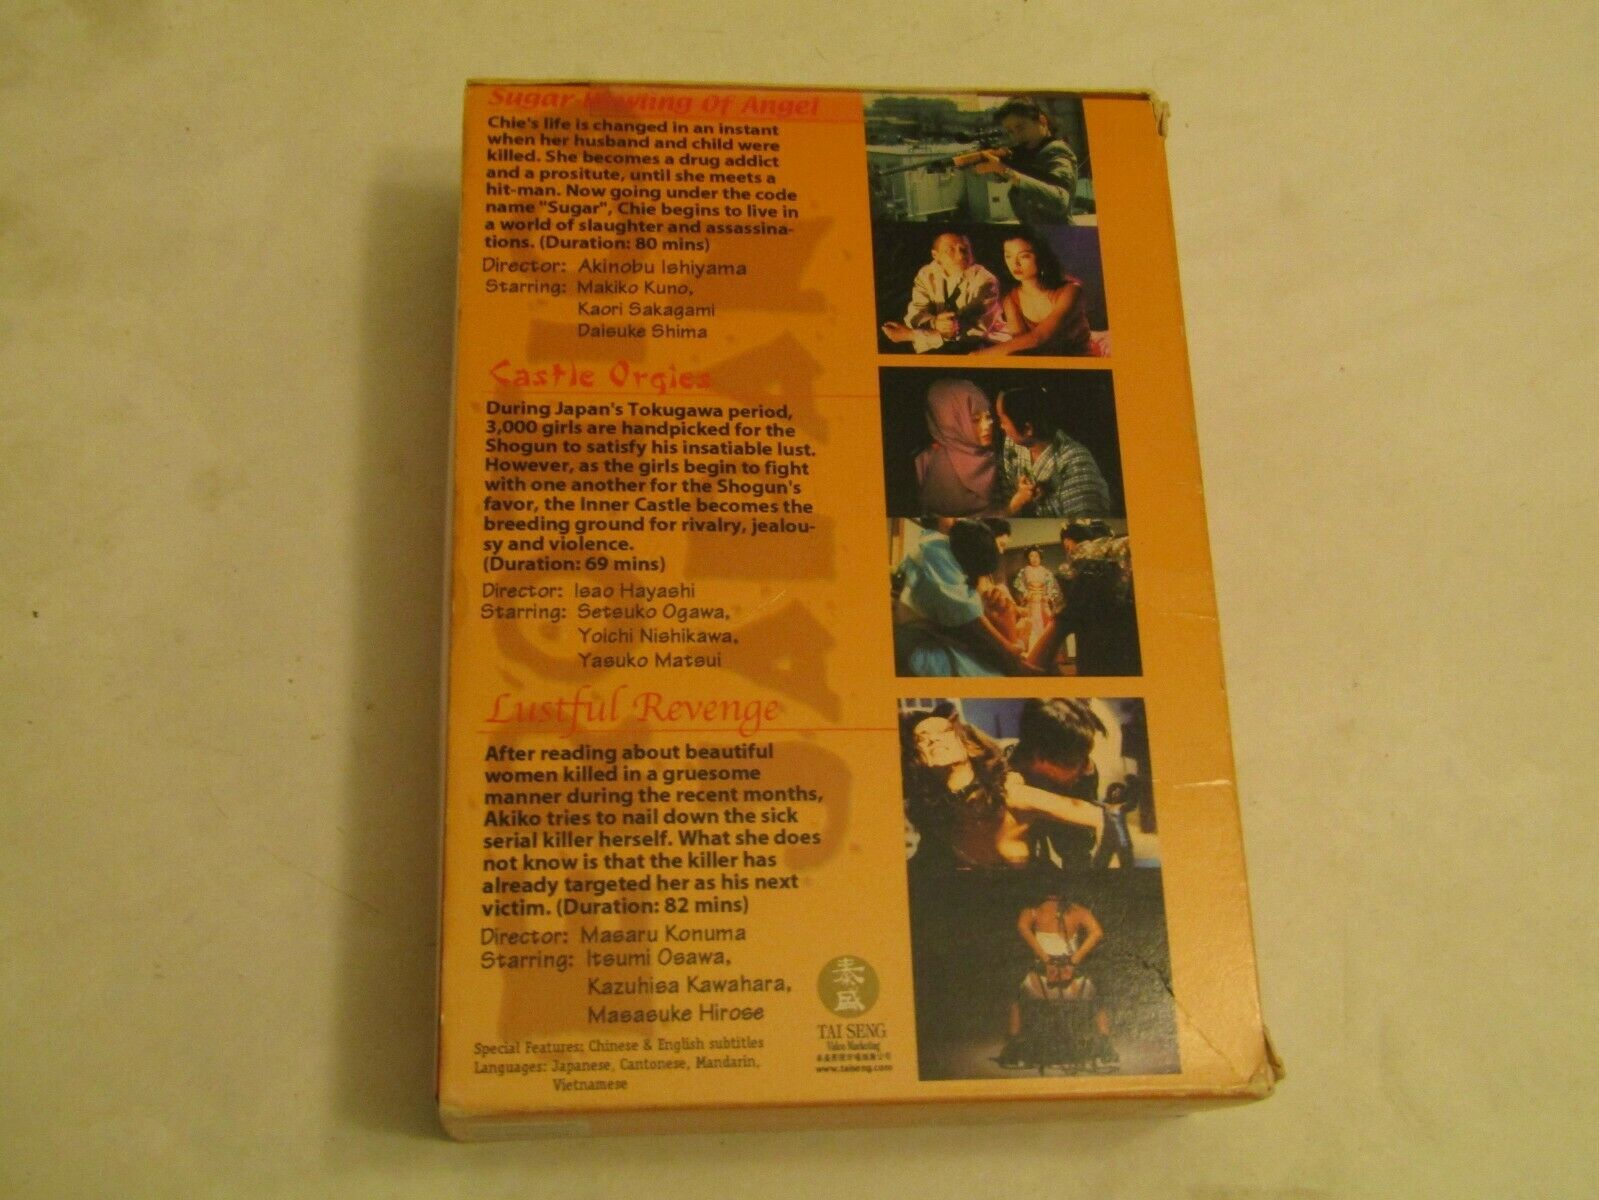 Sugar Howling Of Angel
Chie's life is changed in an instant
when her husband and child were
killed. She becomes a drug addict
and a prositute, until she meets a
hit-man. Now going under the code
name "Sugar", Chie begins to live in
a world of slaughter and assassina-
tions. (Duration: 80 mins)
Director: Akinobu Ishiyama
Starring: Makiko Kuno,
Kaori Sakagami
Daisuke Shima
Castle Orgies
During Japan's Tokugawa period,
3,000 girls are handpicked for the
Shogun to satisfy his insatiable lust.
However, as the girls begin to fight
with one another for the Shogun's
favor, the Inner Castle becomes the
breeding ground for rivalry, jealou-
sy and violence.
(Duration: 69 mins)
Director: Isao Hayashi
Starring: Setsuko Ogawa,
Yoichi Nishikawa,
Yasuko Matsui
Lustful Revenge
After reading about beautiful
women killed in a gruesome
manner during the recent months,
Akiko tries to nail down the sick
serial killer herself. What she does
not know is that the killer has
already targeted her as his next
victim. (Duration: 82 mins)
Director: Masaru Konuma
Starring: Itsumi Osawa,
Kazuhisa Kawahara,
Masasuke Hirose
Special Features: Chinese & English subtitles
Languages: Japanese, Cantonese, Mandarin,
Vietnamese
泰盛
TAI SENG
Video Marketing
www.taiseng.com